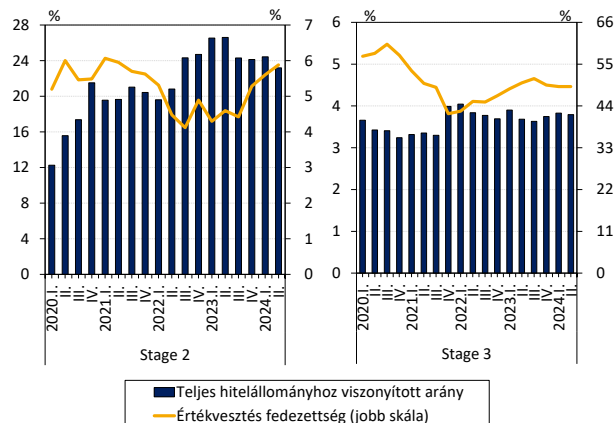 % % % %
28 7 6 66
24 6 5 55
20 5
16 4 4 44
12 3 3 33
8 2 2 22
4 1 1 11
0 0 0 0
2020.I. II. III. IV. 2021.I. II. III. IV. 2022.I. II. III. IV. 2023.I. II. III. IV. 2024.I. II.
2020.I. II. III. IV. 2021.I. II. III. IV. 2022.I. II. III. IV. 2023.I. II. III. IV. 2024.I. II.
Stage 2 Stage 3
Teljes hitelállományhoz viszonyított arány
Értékvesztés fedezettség (jobb skála)